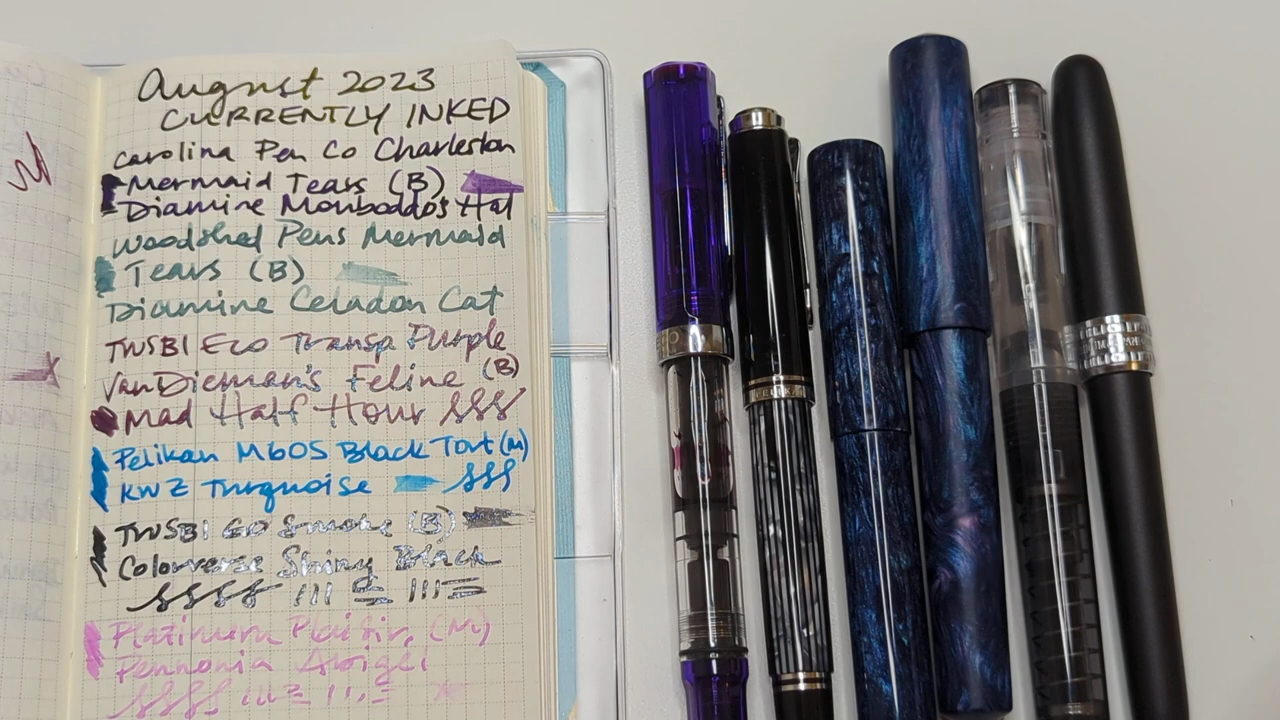 August 2023
CURRENTLY INKED
Carolina Pen Co Charleston
Mermaid Tears (B)
Diamine Monboddo's Hat
Woodshed Pens Mermaid
Tears (B)
Diamine Celadon Cat
TWSBI Eco Transp Purple
VanDieman's Feline (B)
Mad Half Hour
Pelikan M605 Black Tort (M)
KWZ Turquoise
TWSBI GO Smoke (B)
Colorverse Shiny Black
Platinum Plaisir, (M)
Pennonia